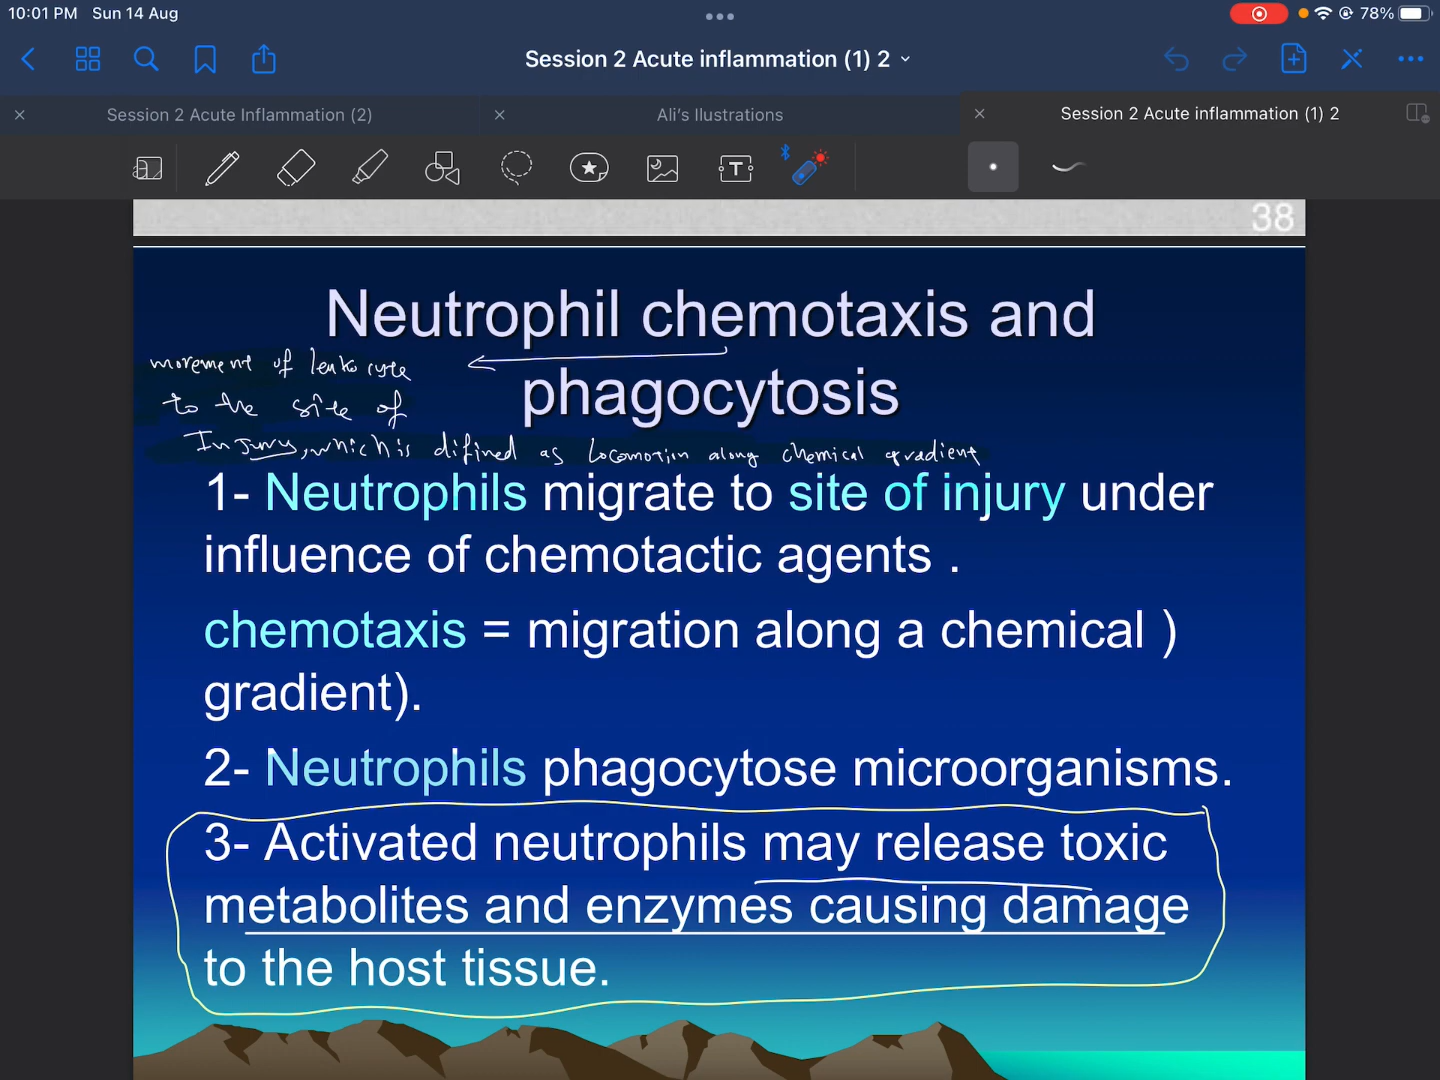 10:01 PM Sun 14 Aug
78%
Session 2 Acute inflammation (1) 2
Session 2 Acute Inflammation (2)
Ali's Ilustrations
Session 2 Acute inflammation (1) 2
38
Neutrophil chemotaxis and
phagocytosis
movement of leukocyte
to the site of
Injury, which is difined as locomotion along chemical gradient
1- Neutrophils migrate to site of injury under
influence of chemotactic agents .
chemotaxis = migration along a chemical )
gradient).
2- Neutrophils phagocytose microorganisms.
3- Activated neutrophils may release toxic
metabolites and enzymes causing damage
to the host tissue.